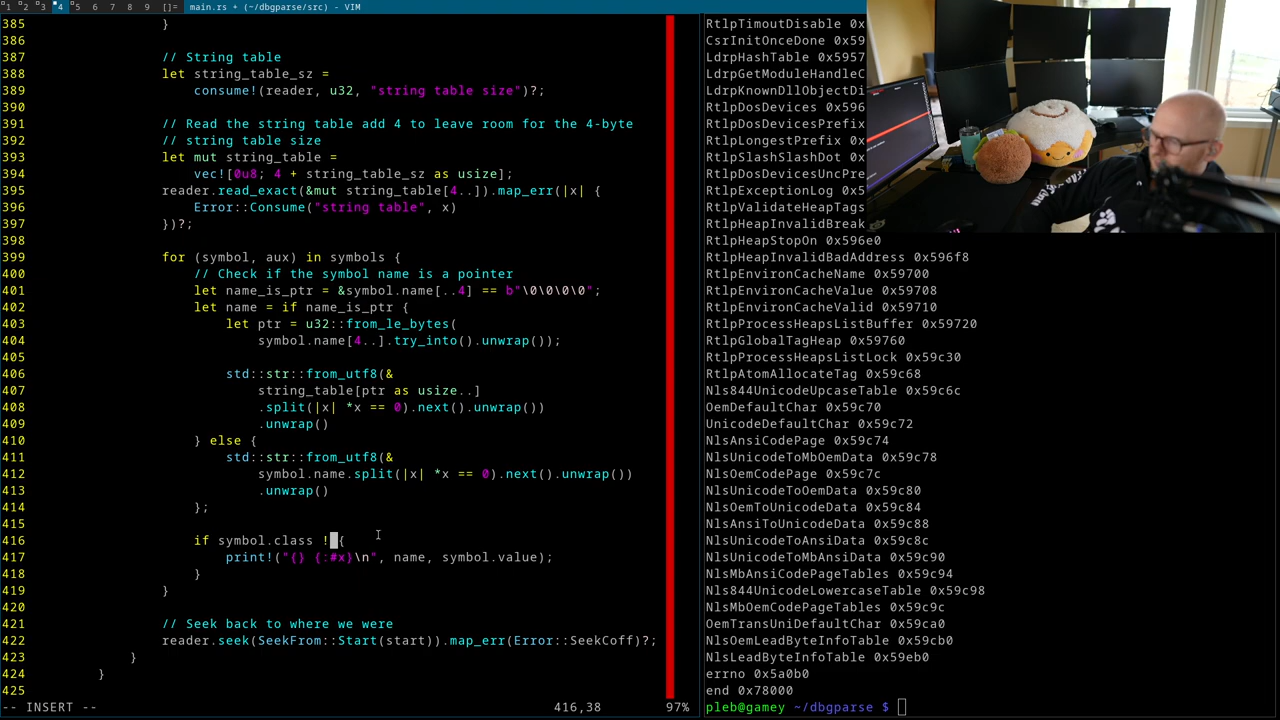 1 2 3 4 5 6 7 8 9 []= main.rs + (~/dbgparse/src) - VIM
385 }
386
387 // String table
388 let string_table_sz =
389 consume!(reader, u32, "string table size")?;
390
391 // Read the string table add 4 to leave room for the 4-byte
392 // string table size
393 let mut string_table =
394 vec![0u8; 4 + string_table_sz as usize];
395 reader.read_exact(&mut string_table[4..]).map_err(|x| {
396 Error::Consume("string table", x)
397 })?;
398
399 for (symbol, aux) in symbols {
400 // Check if the symbol name is a pointer
401 let name_is_ptr = &symbol.name[..4] == b"\0\0\0\0";
402 let name = if name_is_ptr {
403 let ptr = u32::from_le_bytes(
404 symbol.name[4..].try_into().unwrap());
405
406 std::str::from_utf8(&
407 string_table[ptr as usize..]
408 .split(|x| *x == 0).next().unwrap())
409 .unwrap()
410 } else {
411 std::str::from_utf8(&
412 symbol.name.split(|x| *x == 0).next().unwrap())
413 .unwrap()
414 };
415
416 if symbol.class ! {
417 print!("{} {:#x}\n", name, symbol.value);
418 }
419 }
420
421 // Seek back to where we were
422 reader.seek(SeekFrom::Start(start)).map_err(Error::SeekCoff)?;
423 }
424 }
425
-- INSERT -- 416,38 97%
RtlpTimoutDisable 0x
CsrInitOnceDone 0x59
LdrpHashTable 0x5957
LdrpGetModuleHandleC
LdrpKnownDllObjectDi
RtlpDosDevices 0x596
RtlpDosDevicesPrefix
RtlpLongestPrefix 0x
RtlpSlashSlashDot 0x
RtlpDosDevicesUncPre
RtlpExceptionLog 0x5
RtlpValidateHeapTags
RtlpHeapInvalidBreak
RtlpHeapStopOn 0x596e0
RtlpHeapInvalidBadAddress 0x596f8
RtlpEnvironCacheName 0x59700
RtlpEnvironCacheValue 0x59708
RtlpEnvironCacheValid 0x59710
RtlpProcessHeapsListBuffer 0x59720
RtlpGlobalTagHeap 0x59760
RtlpProcessHeapsListLock 0x59c30
RtlpAtomAllocateTag 0x59c68
Nls844UnicodeUpcaseTable 0x59c6c
OemDefaultChar 0x59c70
UnicodeDefaultChar 0x59c72
NlsAnsiCodePage 0x59c74
NlsUnicodeToMbOemData 0x59c78
NlsOemCodePage 0x59c7c
NlsUnicodeToOemData 0x59c80
NlsOemToUnicodeData 0x59c84
NlsAnsiToUnicodeData 0x59c88
NlsUnicodeToAnsiData 0x59c8c
NlsUnicodeToMbAnsiData 0x59c90
NlsMbAnsiCodePageTables 0x59c94
Nls844UnicodeLowercaseTable 0x59c98
NlsMbOemCodePageTables 0x59c9c
OemTransUniDefaultChar 0x59ca0
NlsOemLeadByteInfoTable 0x59cb0
NlsLeadByteInfoTable 0x59eb0
errno 0x5a0b0
end 0x78000
pleb@gamey ~/dbgparse $